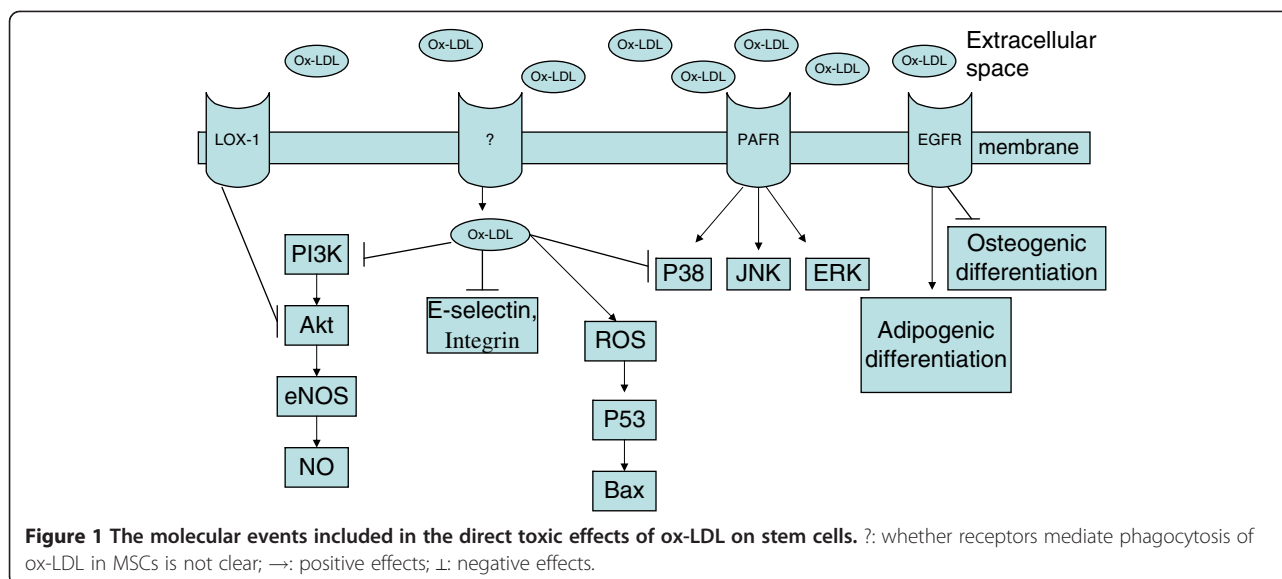 Ox-LDL
Ox-LDL
Ox-LDL
Ox-LDL
Ox-LDL
Ox-LDL
Ox-LDL
Ox-LDL
Extracellular
space
LOX-1
?
PAFR
EGFR
membrane
Ox-LDL
PI3K
Akt
eNOS
NO
E-selectin,
Integrin
ROS
P53
Bax
P38
JNK
ERK
Adipogenic
differentiation
Osteogenic
differentiation
Figure 1 The molecular events included in the direct toxic effects of ox-LDL on stem cells. ?: whether receptors mediate phagocytosis of
ox-LDL in MSCs is not clear; →: positive effects; ⊥: negative effects.